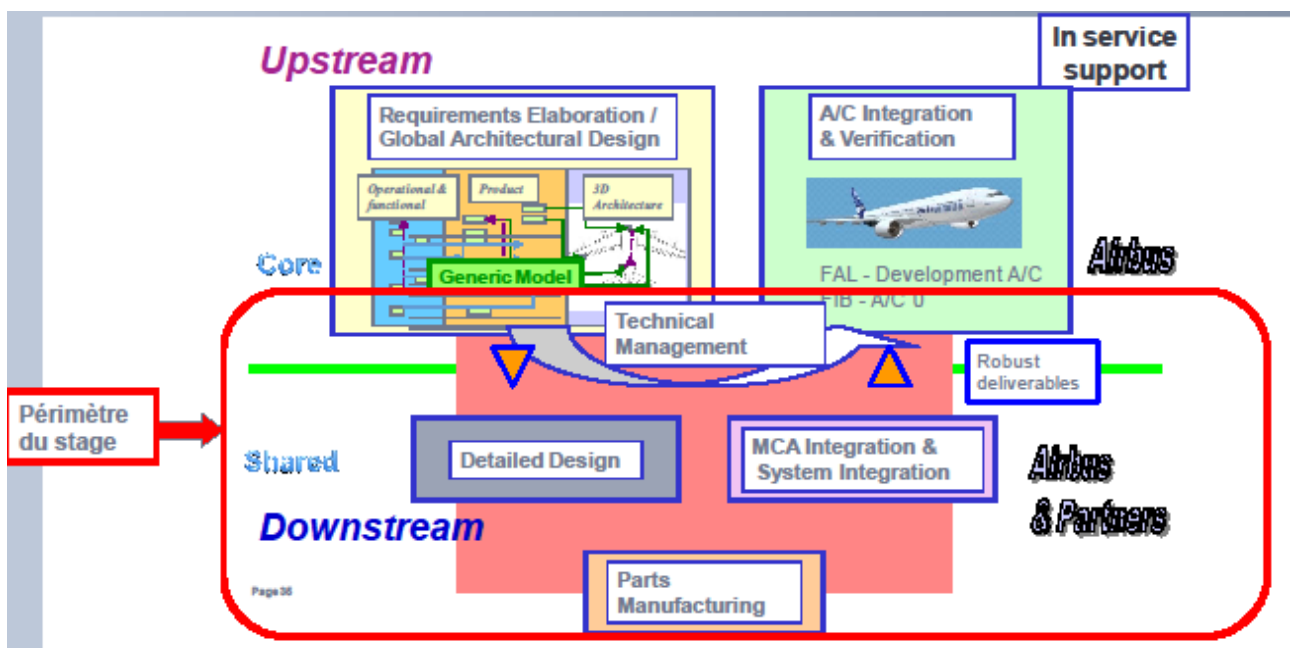 In service
support
Upstream
Requirements Elaboration /
Global Architectural Design
A/C Integration
& Verification
Operational &
functional
Product
3D
Architecture
Core
Generic Model
FAL - Development A/C
FIB - A/C 0
Airbus
Technical
Management
Robust
deliverables
Périmètre
du stage
Shared
Detailed Design
MCA Integration &
System Integration
Airbus
& Partners
Downstream
Page 36
Parts
Manufacturing